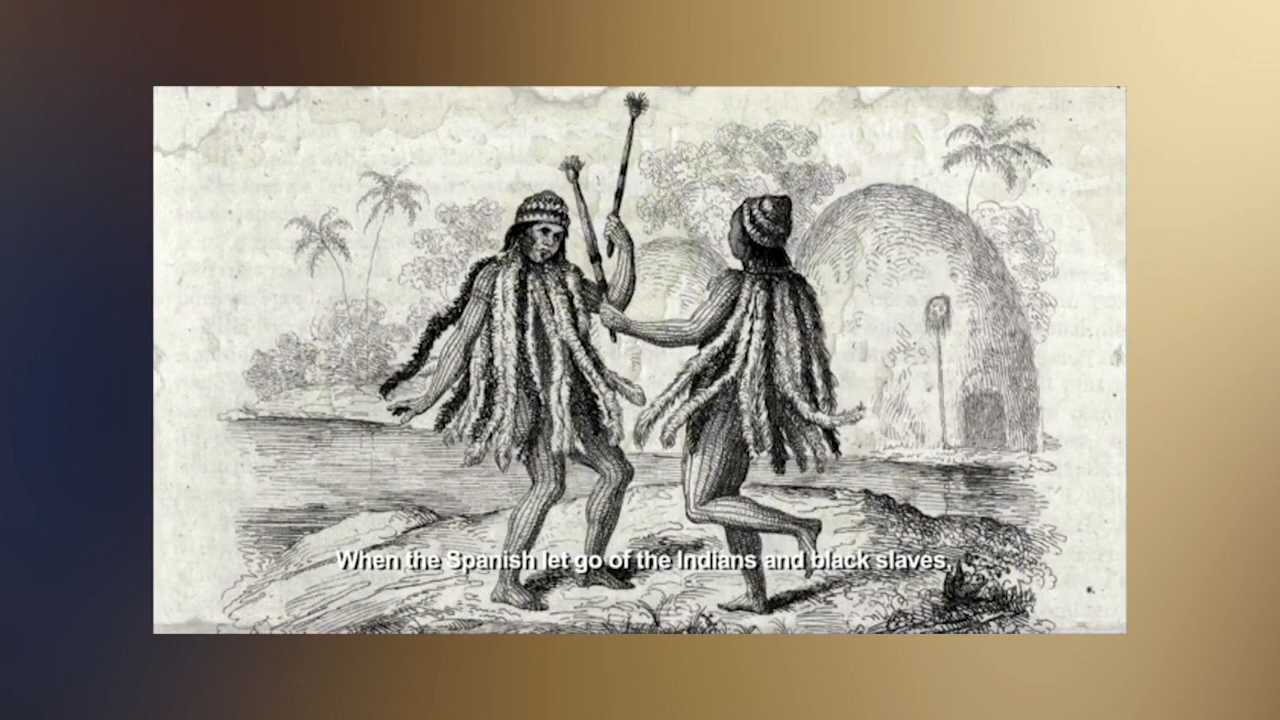 When the Spanish let go of the Indians and black slaves,